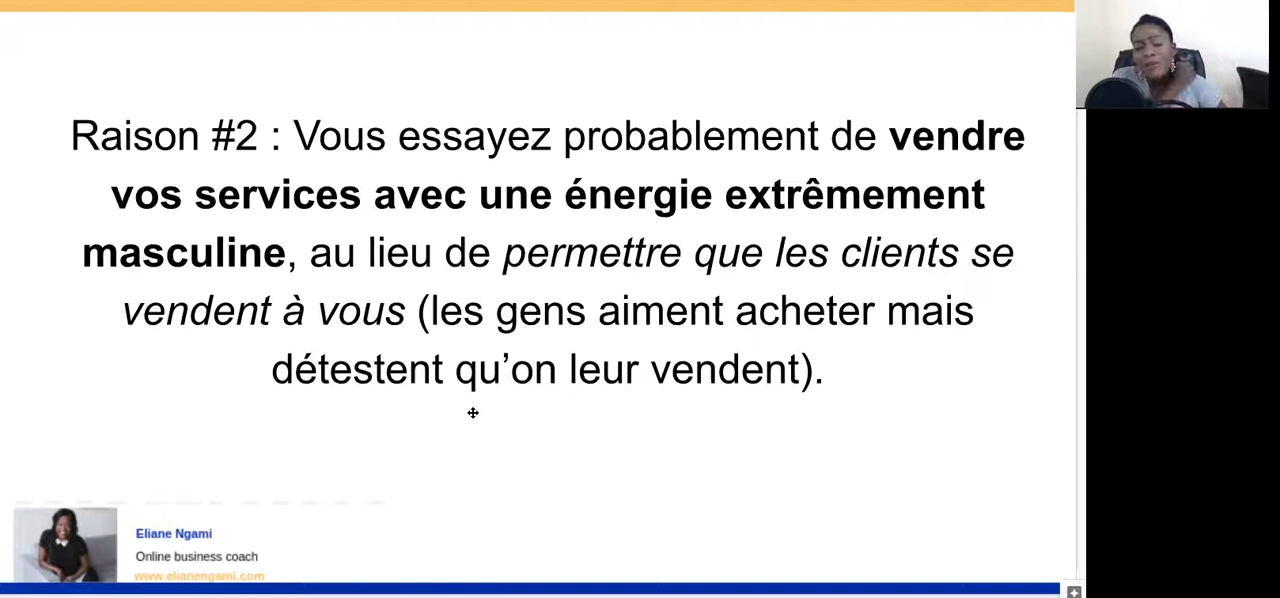 Raison #2 : Vous essayez probablement de vendre
vos services avec une énergie extrêmement
masculine, au lieu de permettre que les clients se
vendent à vous (les gens aiment acheter mais
détestent qu’on leur vendent).
Eliane Ngami
Online business coach
www.elianengami.com